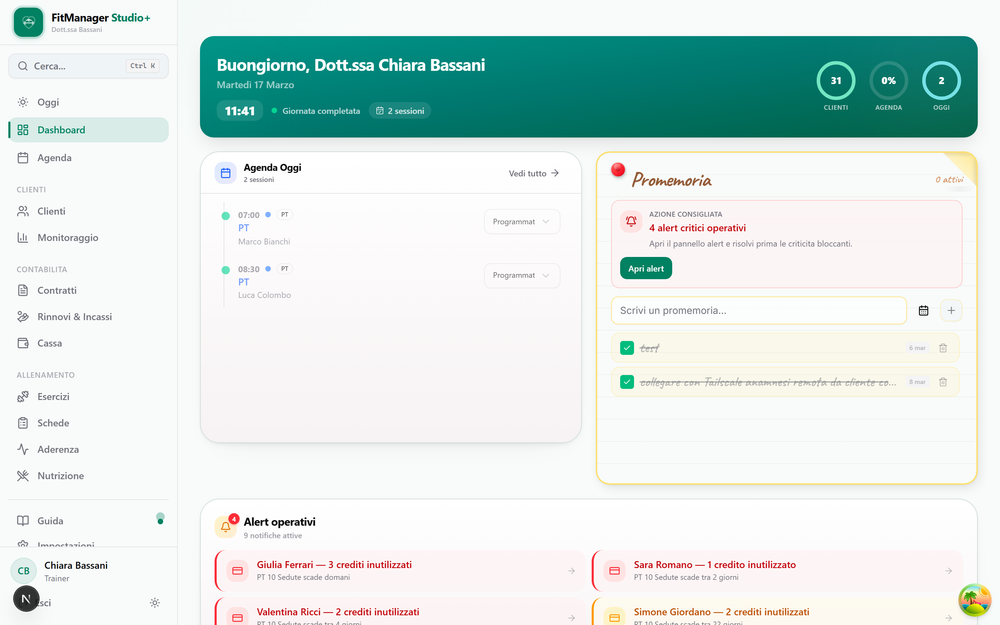 FitManager Studio+
Dott.ssa Bassani
Cerca...
Ctrl K
Oggi
Dashboard
Agenda
CLIENTI
Clienti
Monitoraggio
CONTABILITA
Contratti
Rinnovi & Incassi
Cassa
ALLENAMENTO
Esercizi
Schede
Aderenza
Nutrizione
Guida
Impostazioni
CB
Chiara Bassani
Trainer
N
Esci
Buongiorno, Dott.ssa Chiara Bassani
Martedì 17 Marzo
11:41
Giornata completata
2 sessioni
31
CLIENTI
0%
AGENDA
2
OGGI
Agenda Oggi
2 sessioni
Vedi tutto
07:00
PT
PT
Marco Bianchi
Programmat
08:30
PT
PT
Luca Colombo
Programmat
Promemoria
0 attivi
AZIONE CONSIGLIATA
4 alert critici operativi
Apri il pannello alert e risolvi prima le criticita bloccanti.
Apri alert
Scrivi un promemoria...
test
6 mar
collegare con Tailscale anamnesi remota da cliente co...
8 mar
4
Alert operativi
9 notifiche attive
Giulia Ferrari — 3 crediti inutilizzati
PT 10 Sedute scade domani
Sara Romano — 1 credito inutilizzato
PT 10 Sedute scade tra 2 giorni
Valentina Ricci — 2 crediti inutilizzati
PT 10 Sedute scade tra 4 giorni
Simone Giordano — 2 crediti inutilizzati
PT 10 Sedute scade tra 22 giorni